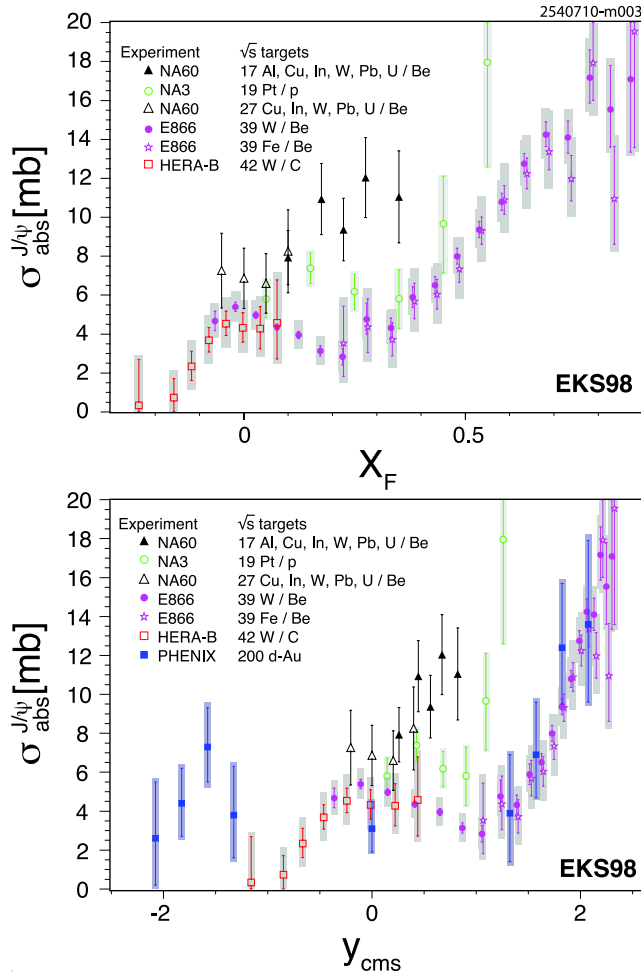 2540710-m003
20
18
16
14
12
10
8
6
4
2
0
σ abs J/ψ [mb]
Experiment √s targets
NA60 17 Al, Cu, In, W, Pb, U / Be
NA3 19 Pt / p
NA60 27 Cu, In, W, Pb, U / Be
E866 39 W / Be
E866 39 Fe / Be
HERA-B 42 W / C
EKS98
0 0.5
X_F
20
18
16
14
12
10
8
6
4
2
0
σ abs J/ψ [mb]
Experiment √s targets
NA60 17 Al, Cu, In, W, Pb, U / Be
NA3 19 Pt / p
NA60 27 Cu, In, W, Pb, U / Be
E866 39 W / Be
E866 39 Fe / Be
HERA-B 42 W / C
PHENIX 200 d-Au
EKS98
-2 0 2
y_cms